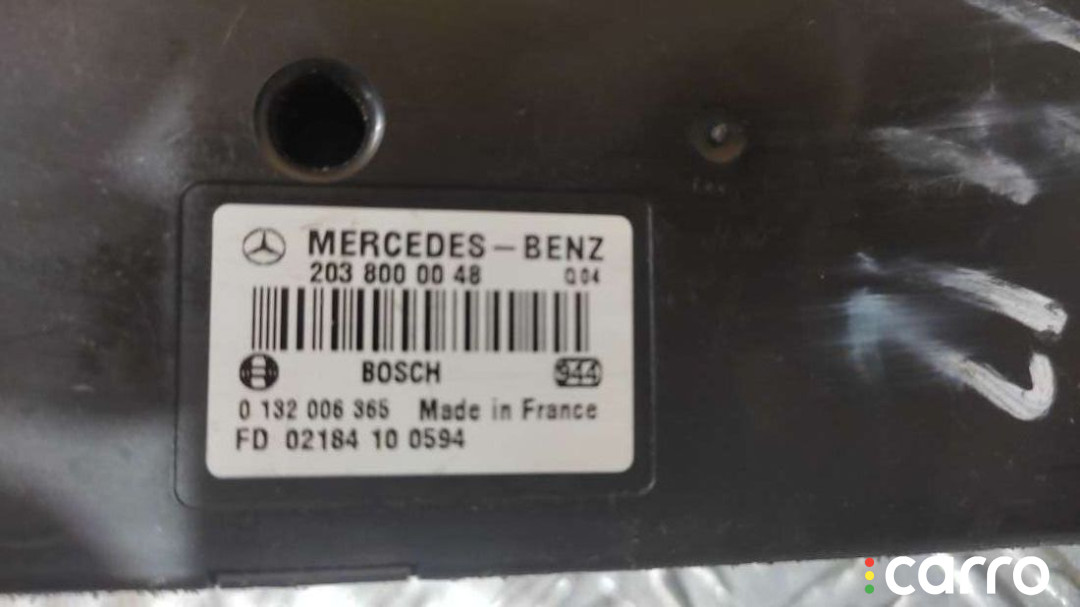 MERCEDES-BENZ
203 800 00 48 Q04
BOSCH 944
0 132 006 365 Made in France
FD 02184 10 0594
carro